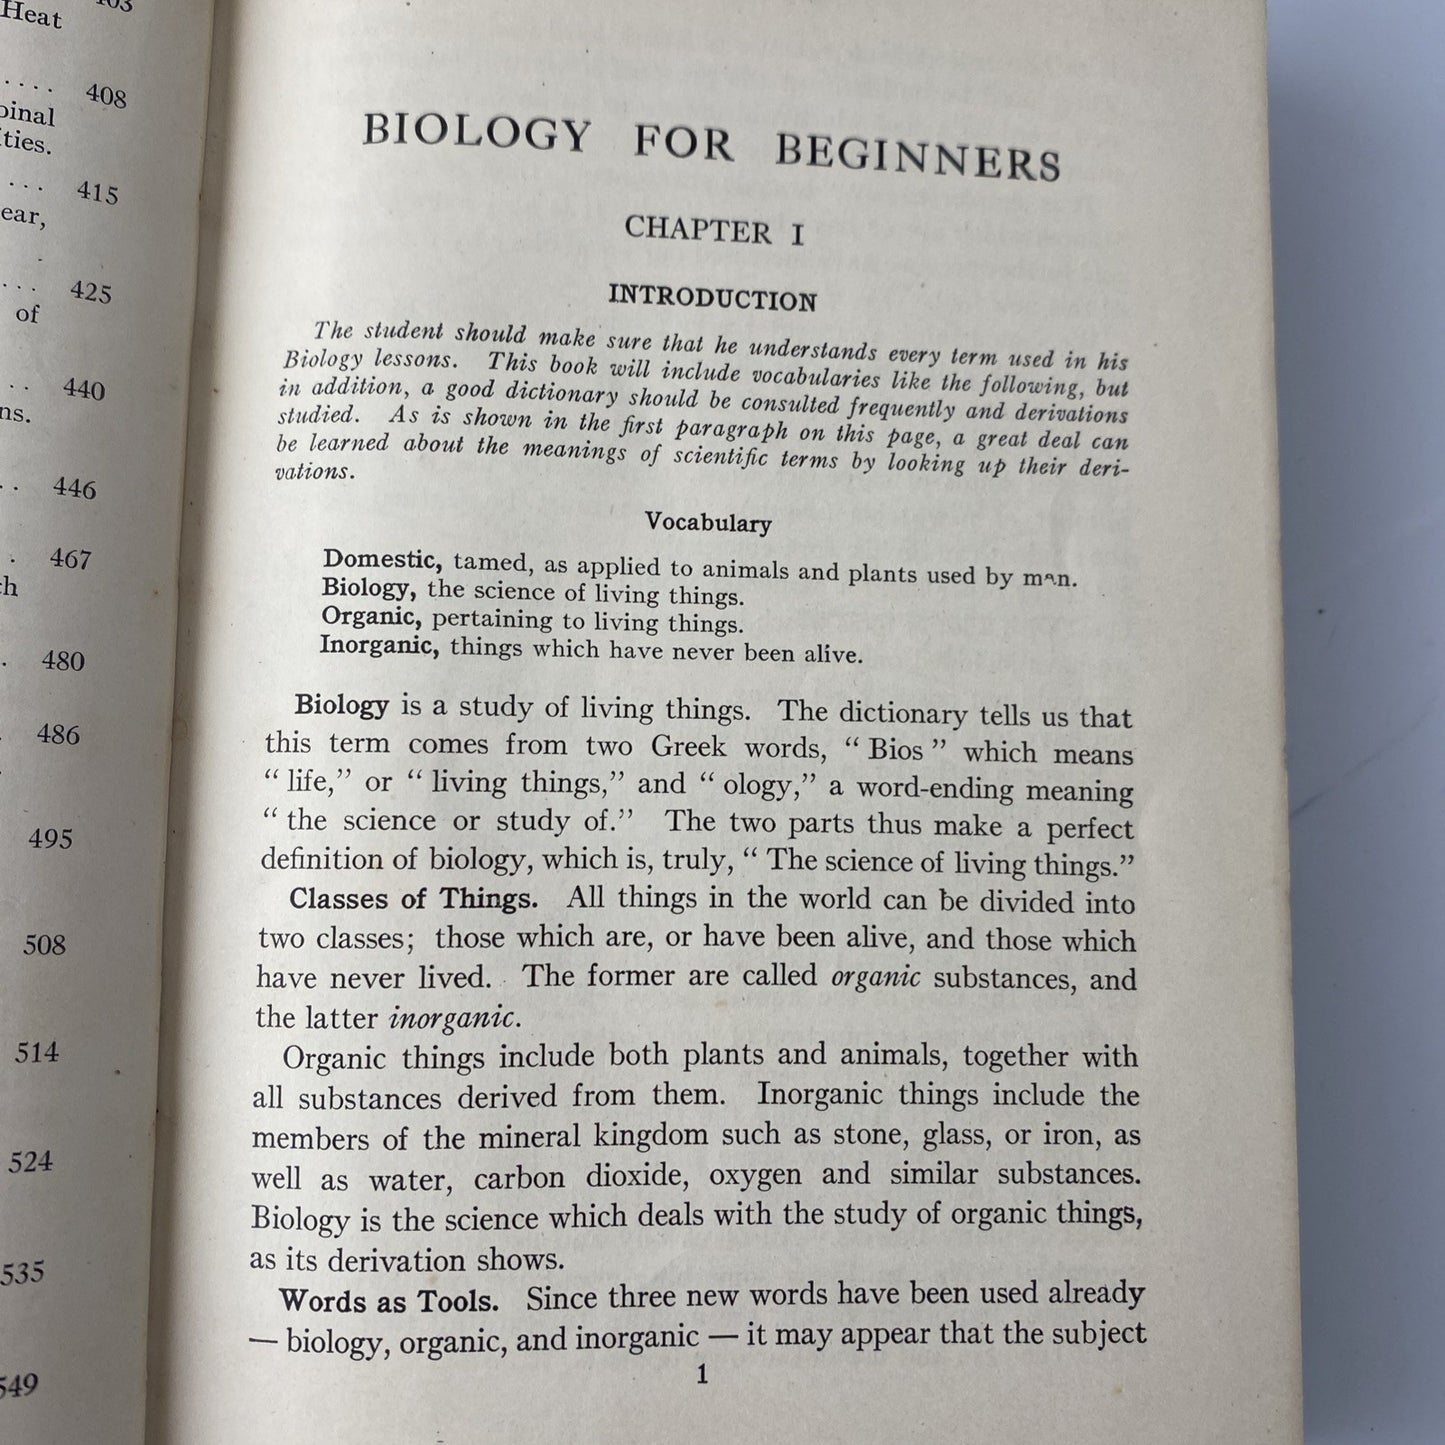 403
Heat
.... 408
pinal
ities.
... 415
ear,
... 425
of
.. 440
ns.
.. 446
. 467
ch
. 480
. 486
495
508
514
524
535
549
BIOLOGY FOR BEGINNERS
CHAPTER I
INTRODUCTION
The student should make sure that he understands every term used in his
Biology lessons. This book will include vocabularies like the following, but
in addition, a good dictionary should be consulted frequently and derivations
studied. As is shown in the first paragraph on this page, a great deal can
be learned about the meanings of scientific terms by looking up their deri-
vations.
Vocabulary
Domestic, tamed, as applied to animals and plants used by man.
Biology, the science of living things.
Organic, pertaining to living things.
Inorganic, things which have never been alive.
Biology is a study of living things. The dictionary tells us that
this term comes from two Greek words, “ Bios ” which means
“ life,” or “ living things,” and “ ology,” a word-ending meaning
“ the science or study of.” The two parts thus make a perfect
definition of biology, which is, truly, “ The science of living things.”
Classes of Things. All things in the world can be divided into
two classes; those which are, or have been alive, and those which
have never lived. The former are called organic substances, and
the latter inorganic.
Organic things include both plants and animals, together with
all substances derived from them. Inorganic things include the
members of the mineral kingdom such as stone, glass, or iron, as
well as water, carbon dioxide, oxygen and similar substances.
Biology is the science which deals with the study of organic things,
as its derivation shows.
Words as Tools. Since three new words have been used already
— biology, organic, and inorganic — it may appear that the subject
1